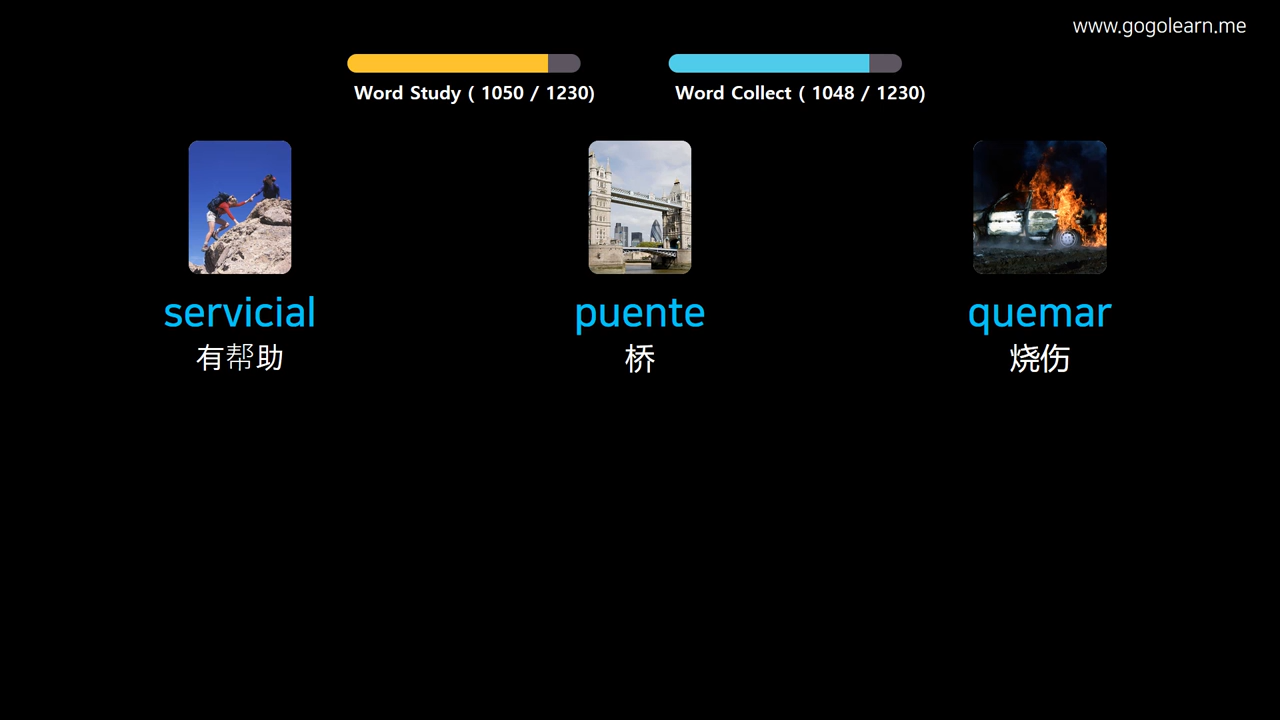 www.gogolearn.me
Word Study ( 1050 / 1230)
Word Collect ( 1048 / 1230)
servicial
puente
quemar
有帮助
桥
烧伤